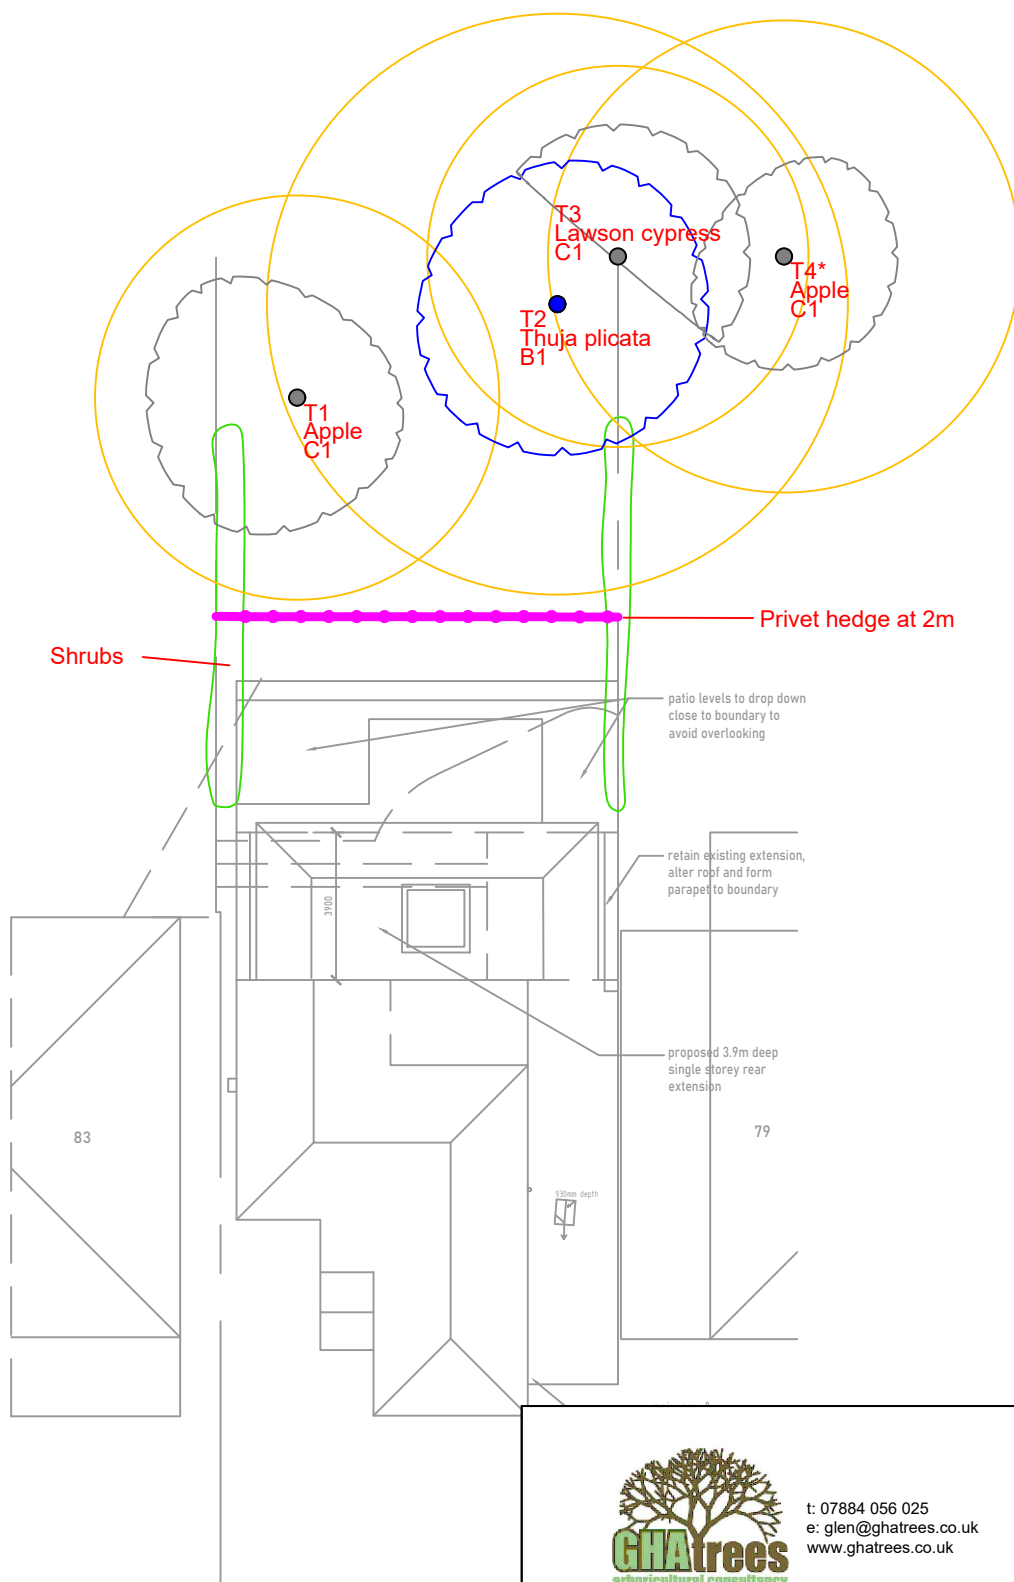 T3
Lawson cypress
C1
T4*
Apple
C1
T2
Thuja plicata
B1
T1
Apple
C1
Privet hedge at 2m
Shrubs
patio levels to drop down
close to boundary to
avoid overlooking
retain existing extension,
alter roof and form
parapet to boundary
3900
proposed 3.9m deep
single storey rear
extension
83
79
930mm depth
t: 07884 056 025
e: glen@ghatrees.co.uk
www.ghatrees.co.uk
GHAtrees
arboricultural consultancy